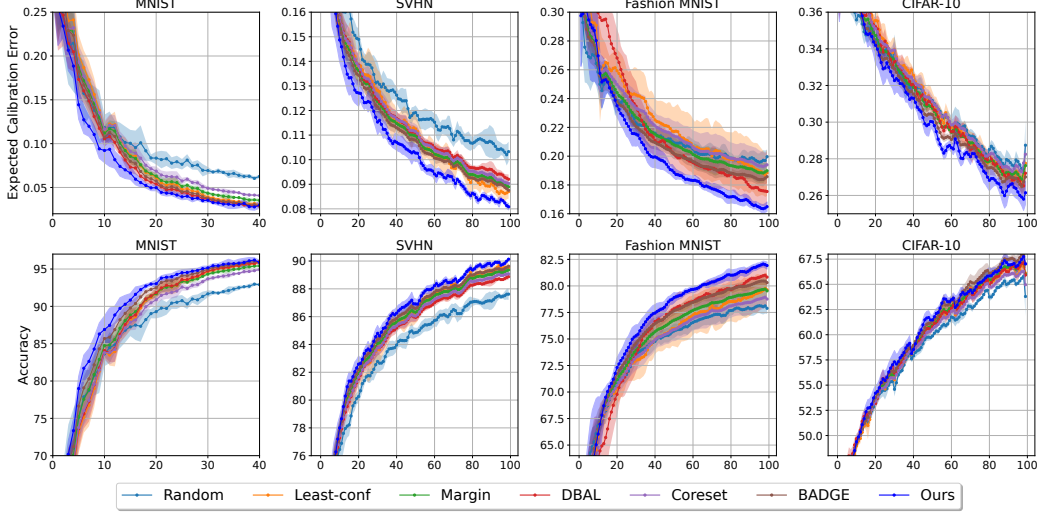 MNIST SVHN Fashion MNIST CIFAR-10
Expected Calibration Error
0.25 0.20 0.15 0.10 0.05
0 10 20 30 40
0.16 0.15 0.14 0.13 0.12 0.11 0.10 0.09 0.08
0 20 40 60 80 100
0.30 0.28 0.26 0.24 0.22 0.20 0.18 0.16
0 20 40 60 80 100
0.36 0.34 0.32 0.30 0.28 0.26
0 20 40 60 80 100
MNIST SVHN Fashion MNIST CIFAR-10
Accuracy
95 90 85 80 75 70
0 10 20 30 40
90 88 86 84 82 80 78 76
0 20 40 60 80 100
82.5 80.0 77.5 75.0 72.5 70.0 67.5 65.0
0 20 40 60 80 100
67.5 65.0 62.5 60.0 57.5 55.0 52.5 50.0
0 20 40 60 80 100
Random Least-conf Margin DBAL Coreset BADGE Ours